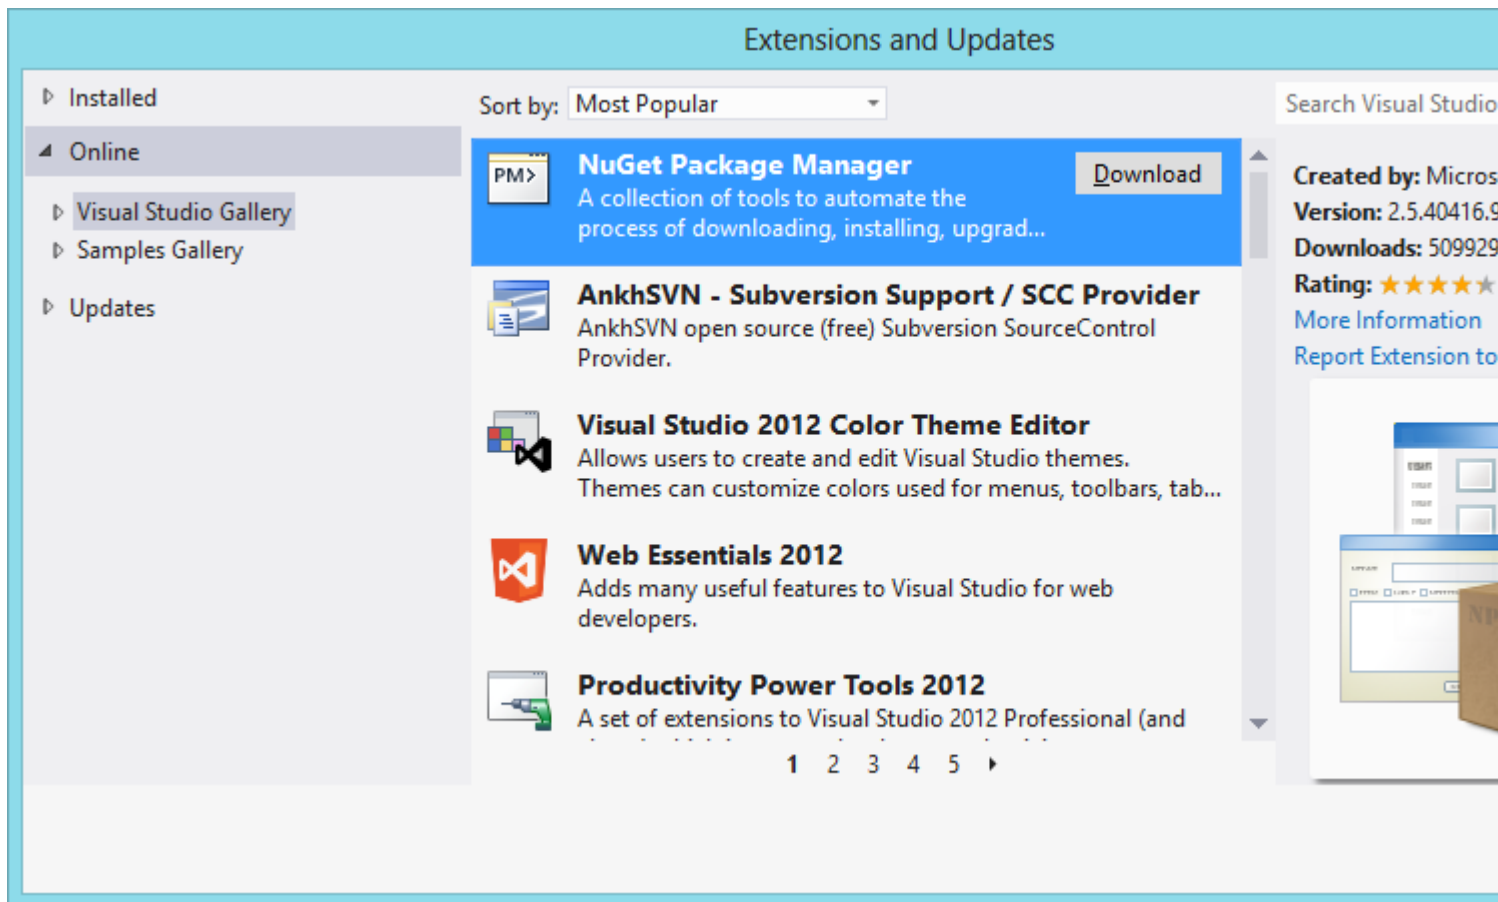 Extensions and Updates
Installed
Online
Visual Studio Gallery
Samples Gallery
Updates
Sort by: Most Popular
PM>
NuGet Package Manager
Download
A collection of tools to automate the
process of downloading, installing, upgrad...
AnkhSVN - Subversion Support / SCC Provider
AnkhSVN open source (free) Subversion SourceControl
Provider.
Visual Studio 2012 Color Theme Editor
Allows users to create and edit Visual Studio themes.
Themes can customize colors used for menus, toolbars, tab...
Web Essentials 2012
Adds many useful features to Visual Studio for web
developers.
Productivity Power Tools 2012
A set of extensions to Visual Studio 2012 Professional (and
1 2 3 4 5
Search Visual Studio
Created by: Micros
Version: 2.5.40416.9
Downloads: 509929
Rating:
More Information
Report Extension to